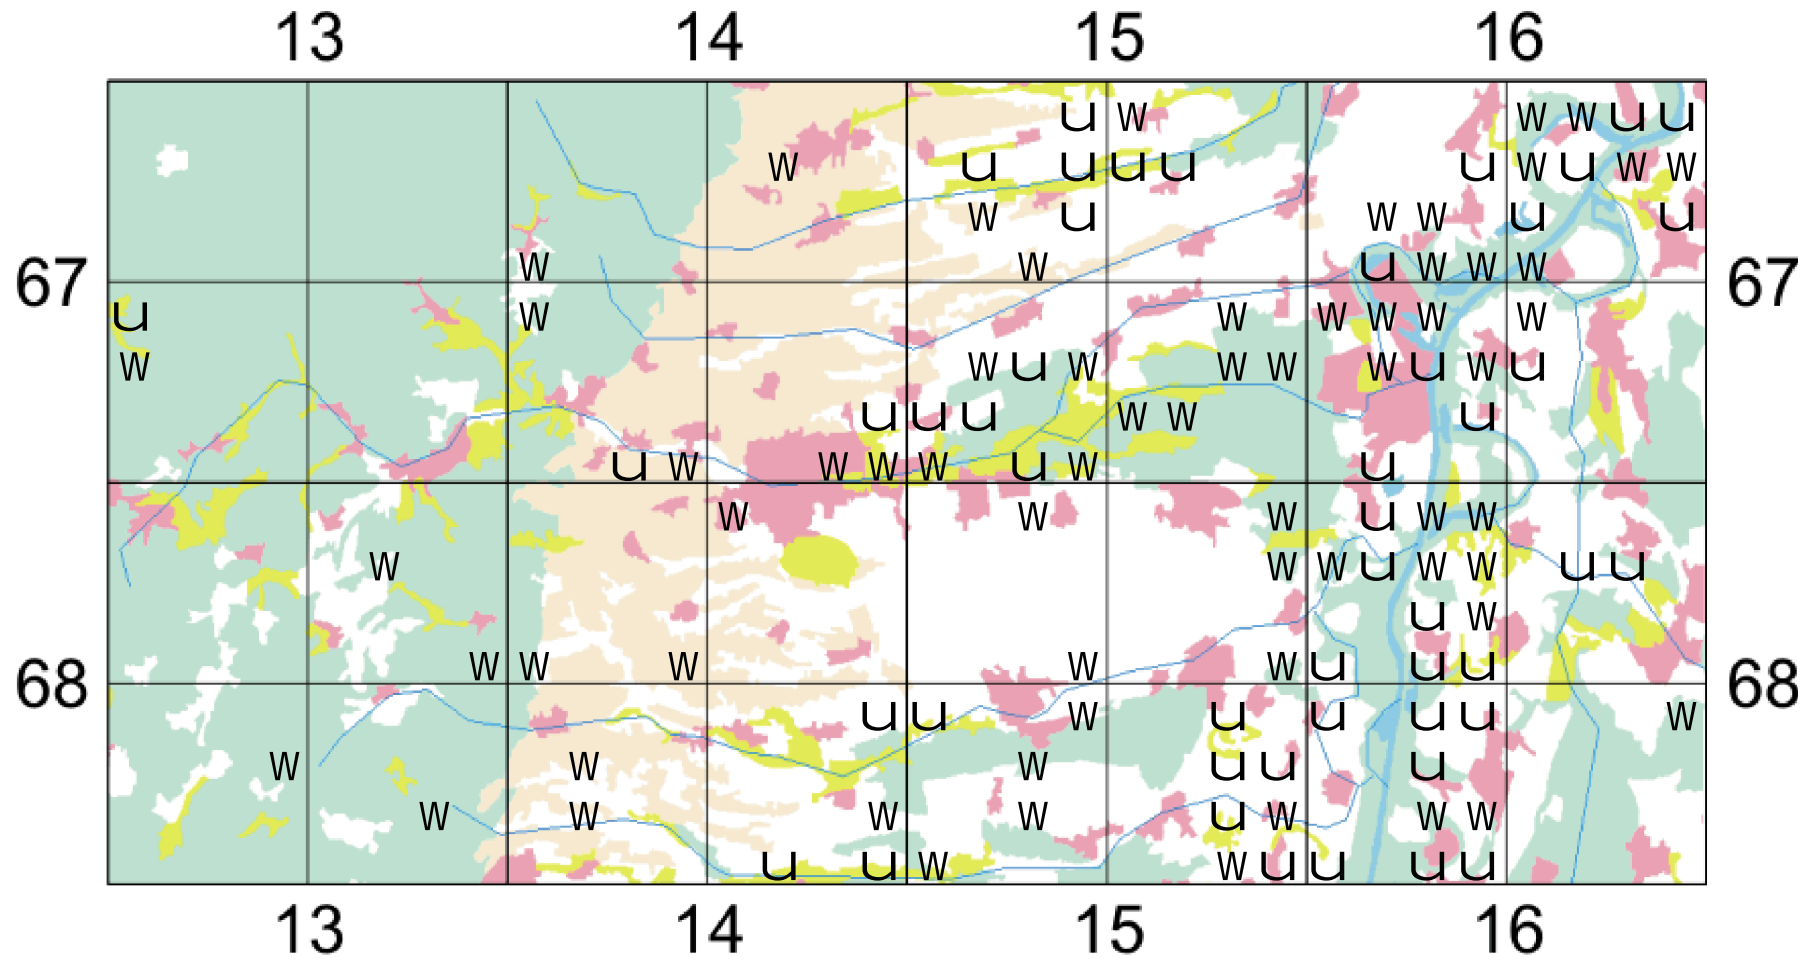 13 14 15 16
u w w w u u
w u u u u u w u w w
w u w w u u
w w u w w w
67 67
u w w w w w w
w w u w w w w u w u
u u u w w u
u w w w w u w u
w w w u w w
w w w u w w u u
u w
w w w w w u u u
68 68
u u w u u u u w
w w w u u u
w w w w u w w w
u u w w u u u u
13 14 15 16